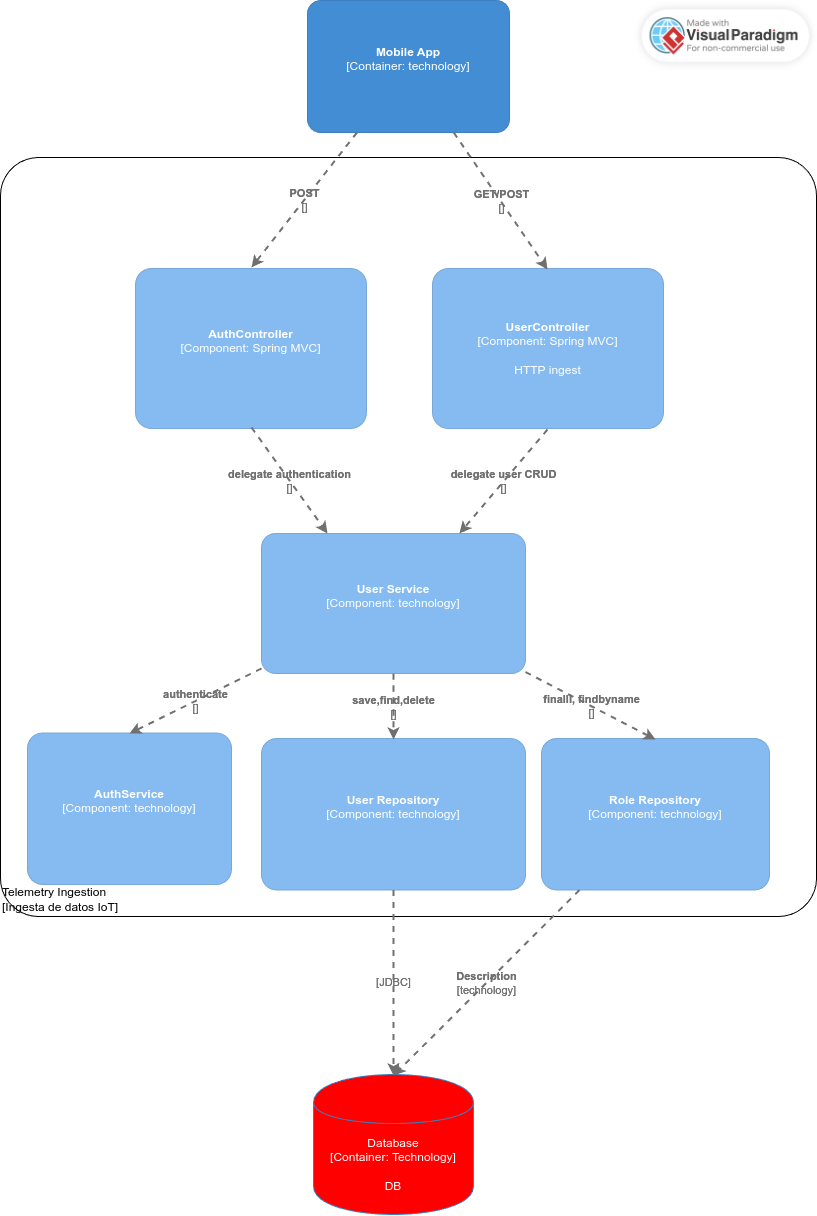 Mobile App
[Container: technology]
Made with
VisualParadigm
For non-commercial use
POST
[]
GET/POST
[]
AuthController
[Component: Spring MVC]
UserController
[Component: Spring MVC]
HTTP ingest
delegate authentication
[]
delegate user CRUD
[]
User Service
[Component: technology]
authenticate
[]
save,find,delete
[]
finall, findbyname
[]
AuthService
[Component: technology]
User Repository
[Component: technology]
Role Repository
[Component: technology]
Telemetry Ingestion
[Ingesta de datos IoT]
[JDBC]
Description
[technology]
Database
[Container: Technology]
DB